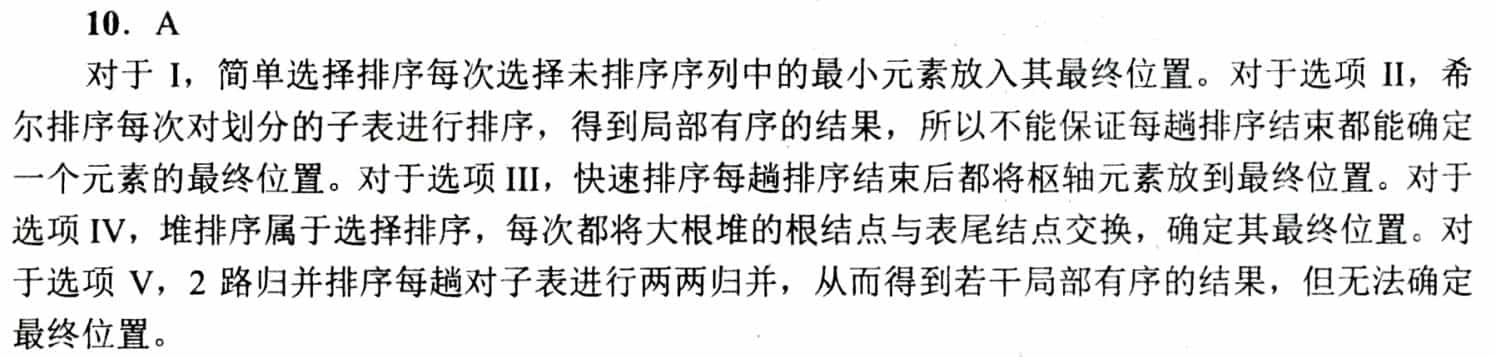 10．A
对于 I，简单选择排序每次选择未排序序列中的最小元素放入其最终位置。对于选项 II，希
尔排序每次对划分的子表进行排序，得到局部有序的结果，所以不能保证每趟排序结束都能确定
一个元素的最终位置。对于选项 III，快速排序每趟排序结束后都将枢轴元素放到最终位置。对于
选项 IV，堆排序属于选择排序，每次都将大根堆的根结点与表尾结点交换，确定其最终位置。对
于选项 V，2 路归并排序每趟对子表进行两两归并，从而得到若干局部有序的结果，但无法确定
最终位置。